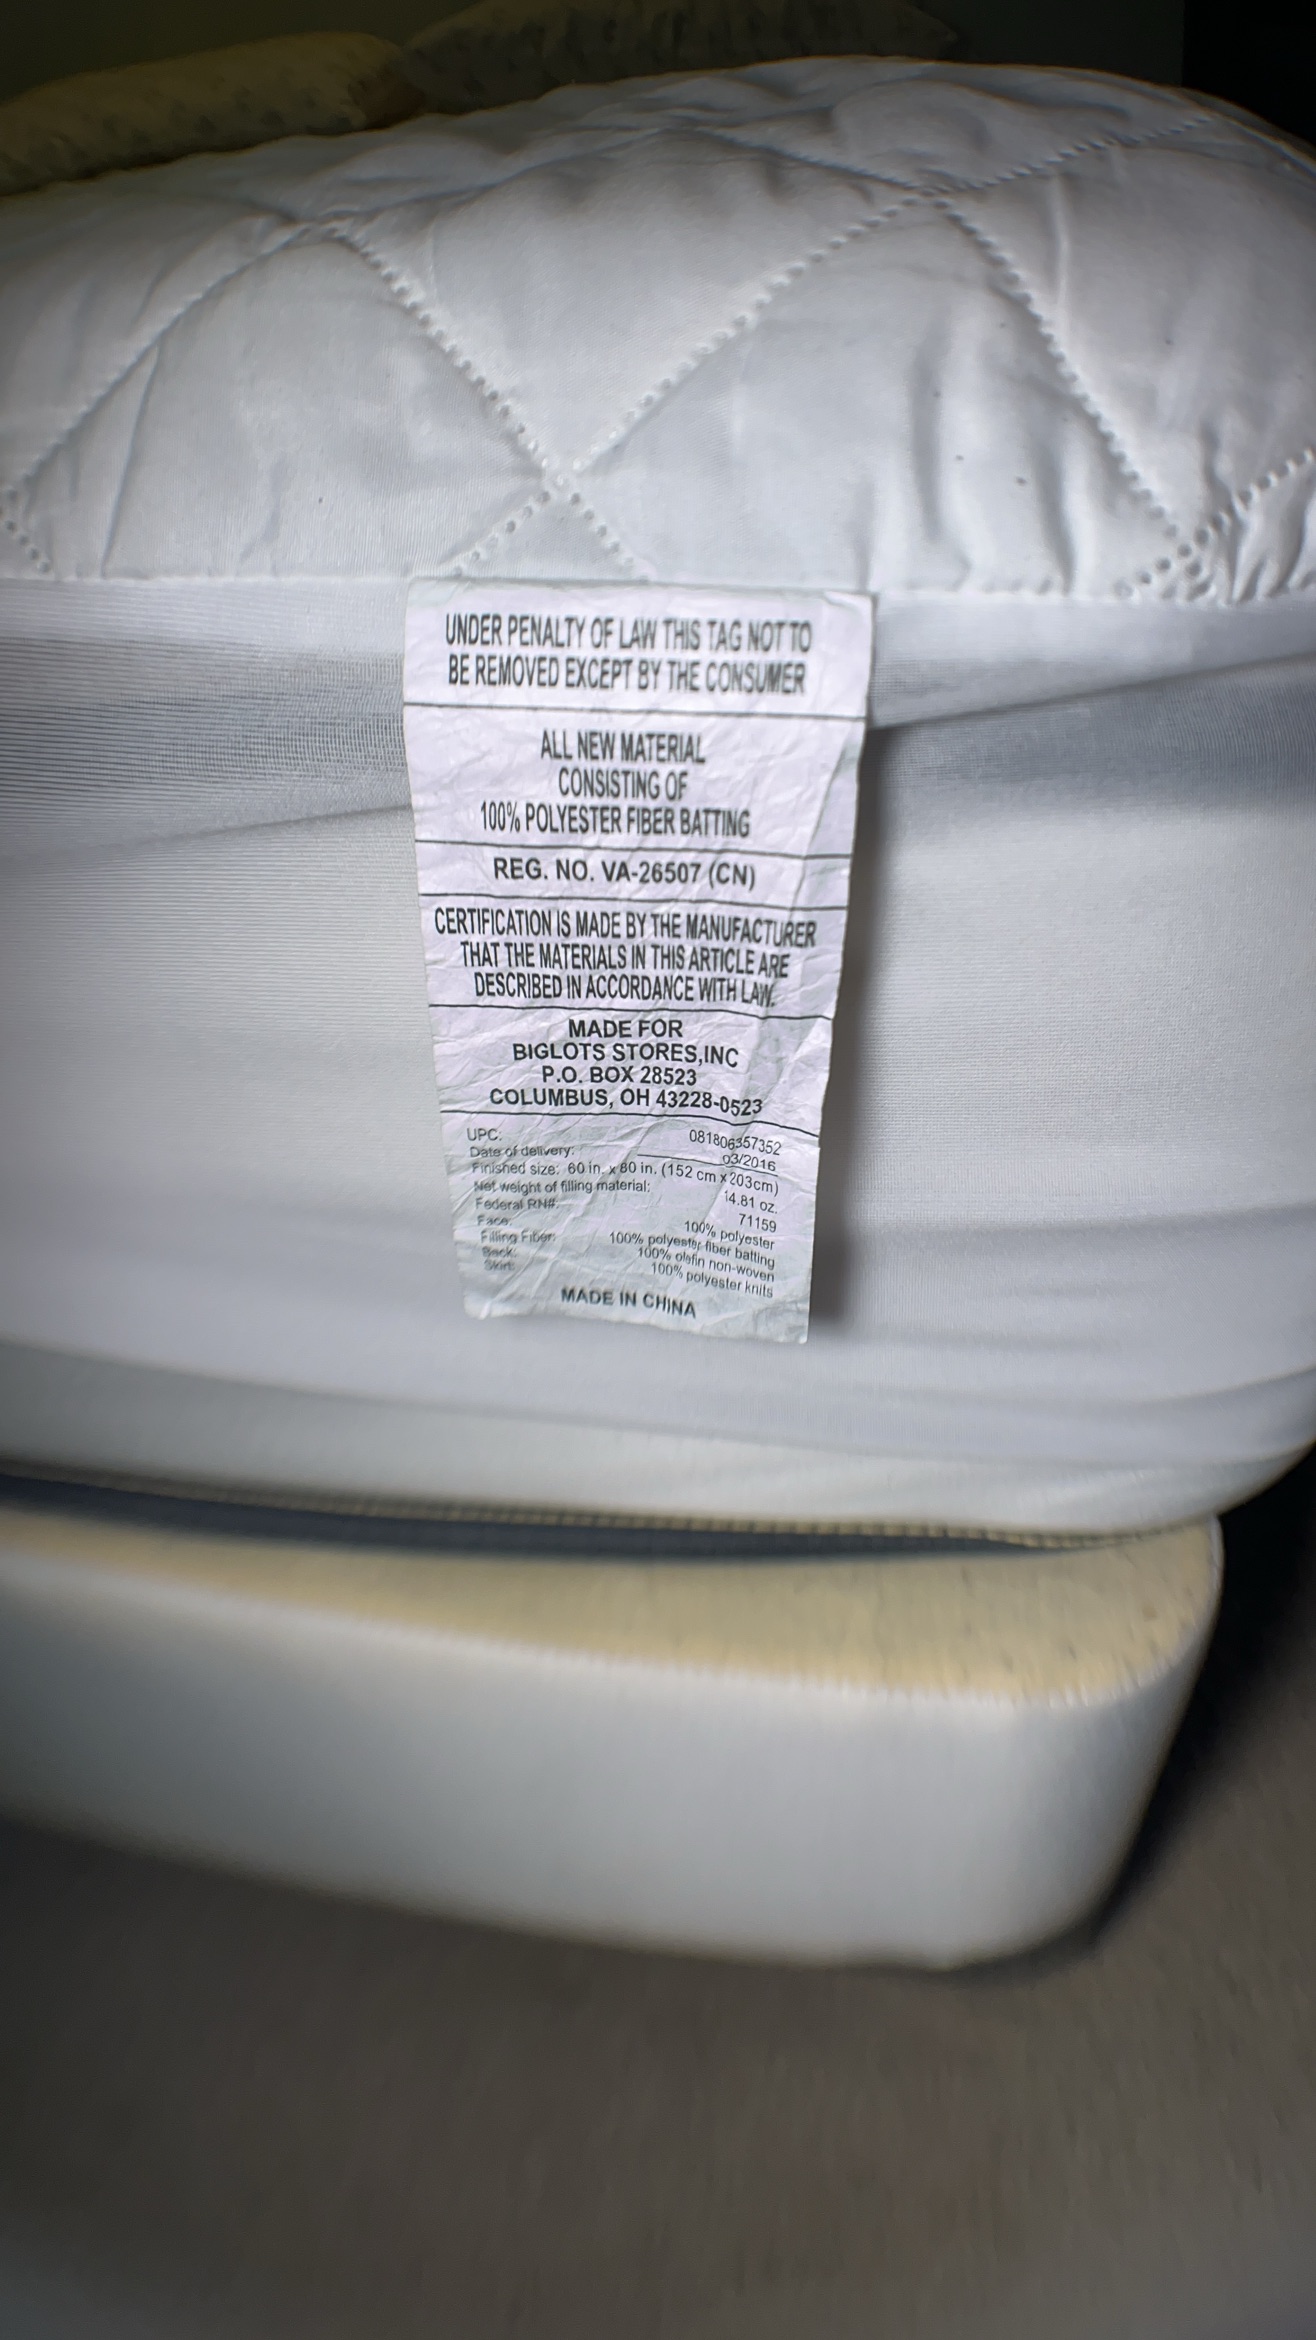 UNDER PENALTY OF LAW THIS TAG NOT TO
BE REMOVED EXCEPT BY THE CONSUMER
ALL NEW MATERIAL
CONSISTING OF
100% POLYESTER FIBER BATTING
REG. NO. VA-26507 (CN)
CERTIFICATION IS MADE BY THE MANUFACTURER
THAT THE MATERIALS IN THIS ARTICLE ARE
DESCRIBED IN ACCORDANCE WITH LAW.
MADE FOR
BIGLOTS STORES,INC
P.O. BOX 28523
COLUMBUS, OH 43228-0523
UPC: 081806357352
Date of delivery: 03/2016
Finished size: 60 in. x 80 in. (152 cm x 203cm)
Net weight of filling material: 14.81 oz.
Federal RN#: 71159
Face: 100% polyester
Filling Fiber: 100% polyester fiber batting
Back: 100% olefin non-woven
Skirt: 100% polyester knits
MADE IN CHINA